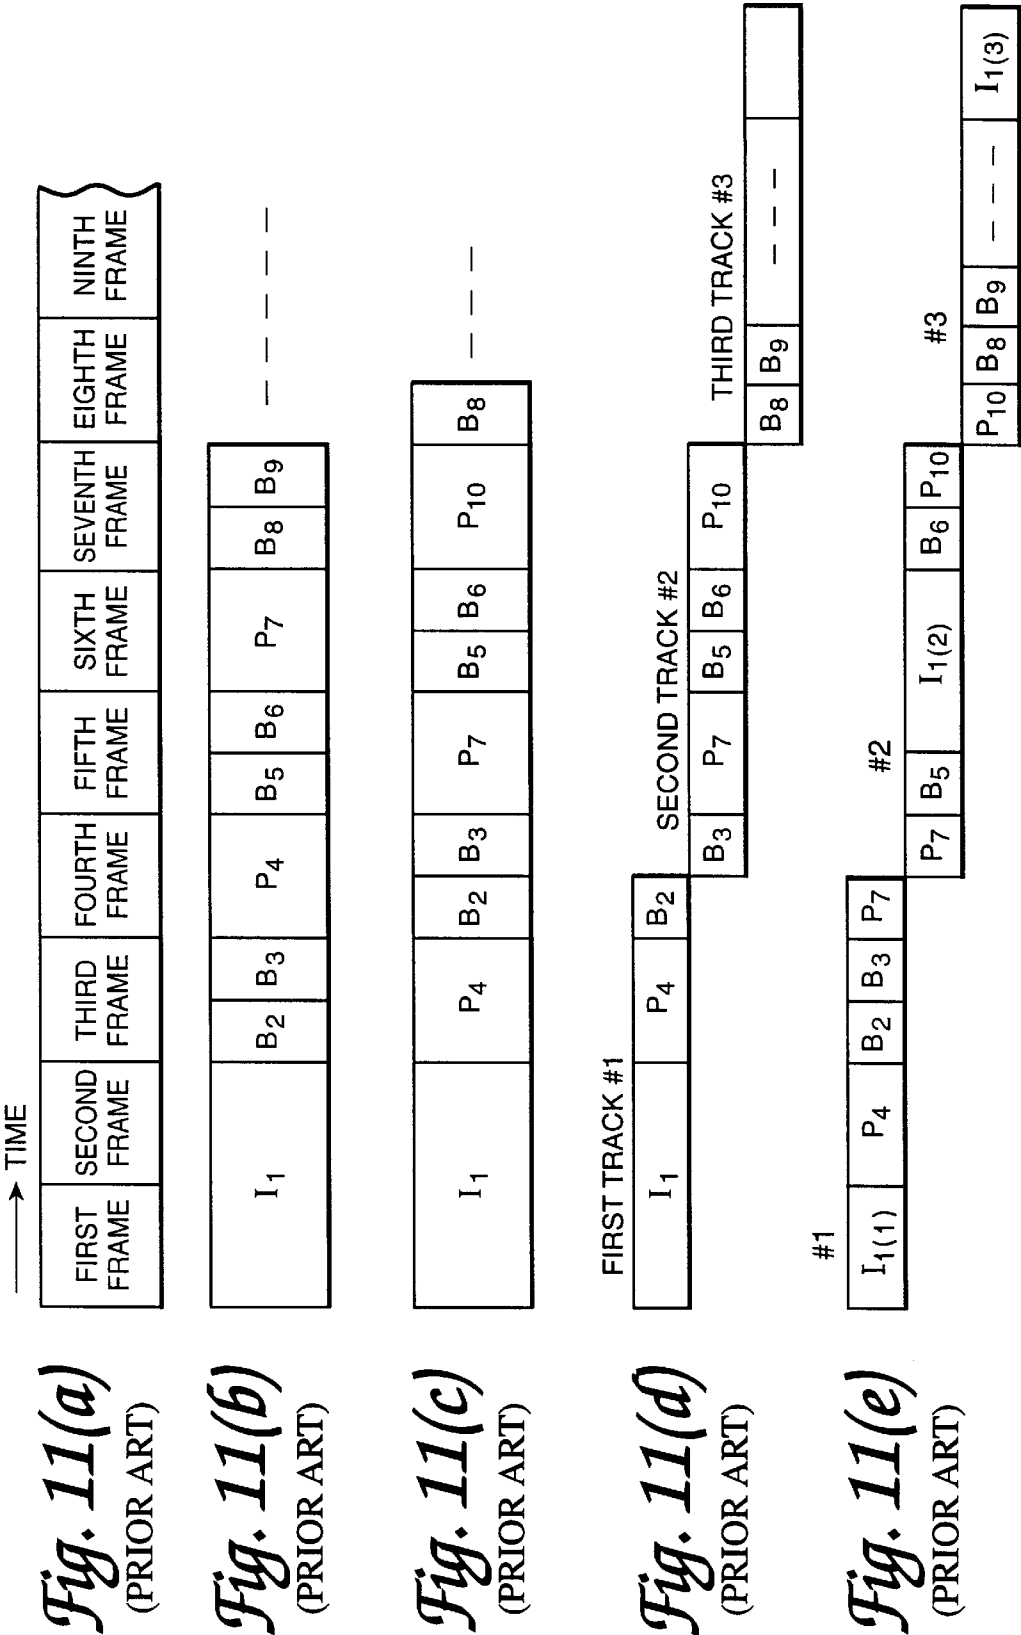 TIME
FIRST FRAME
SECOND FRAME
THIRD FRAME
FOURTH FRAME
FIFTH FRAME
SIXTH FRAME
SEVENTH FRAME
EIGHTH FRAME
NINTH FRAME
Fig. 11(a)
(PRIOR ART)
I1 B2 B3 P4 B5 B6 P7 B8 B9
Fig. 11(b)
(PRIOR ART)
I1 P4 B2 B3 P7 B5 B6 P10 B8
Fig. 11(c)
(PRIOR ART)
FIRST TRACK #1
I1 P4 B2
SECOND TRACK #2
B3 P7 B5 B6 P10
THIRD TRACK #3
B8 B9
Fig. 11(d)
(PRIOR ART)
#1
I1(1) P4 B2 B3 P7
#2
P7 B5 I1(2) B6 P10
#3
P10 B8 B9 I1(3)
Fig. 11(e)
(PRIOR ART)